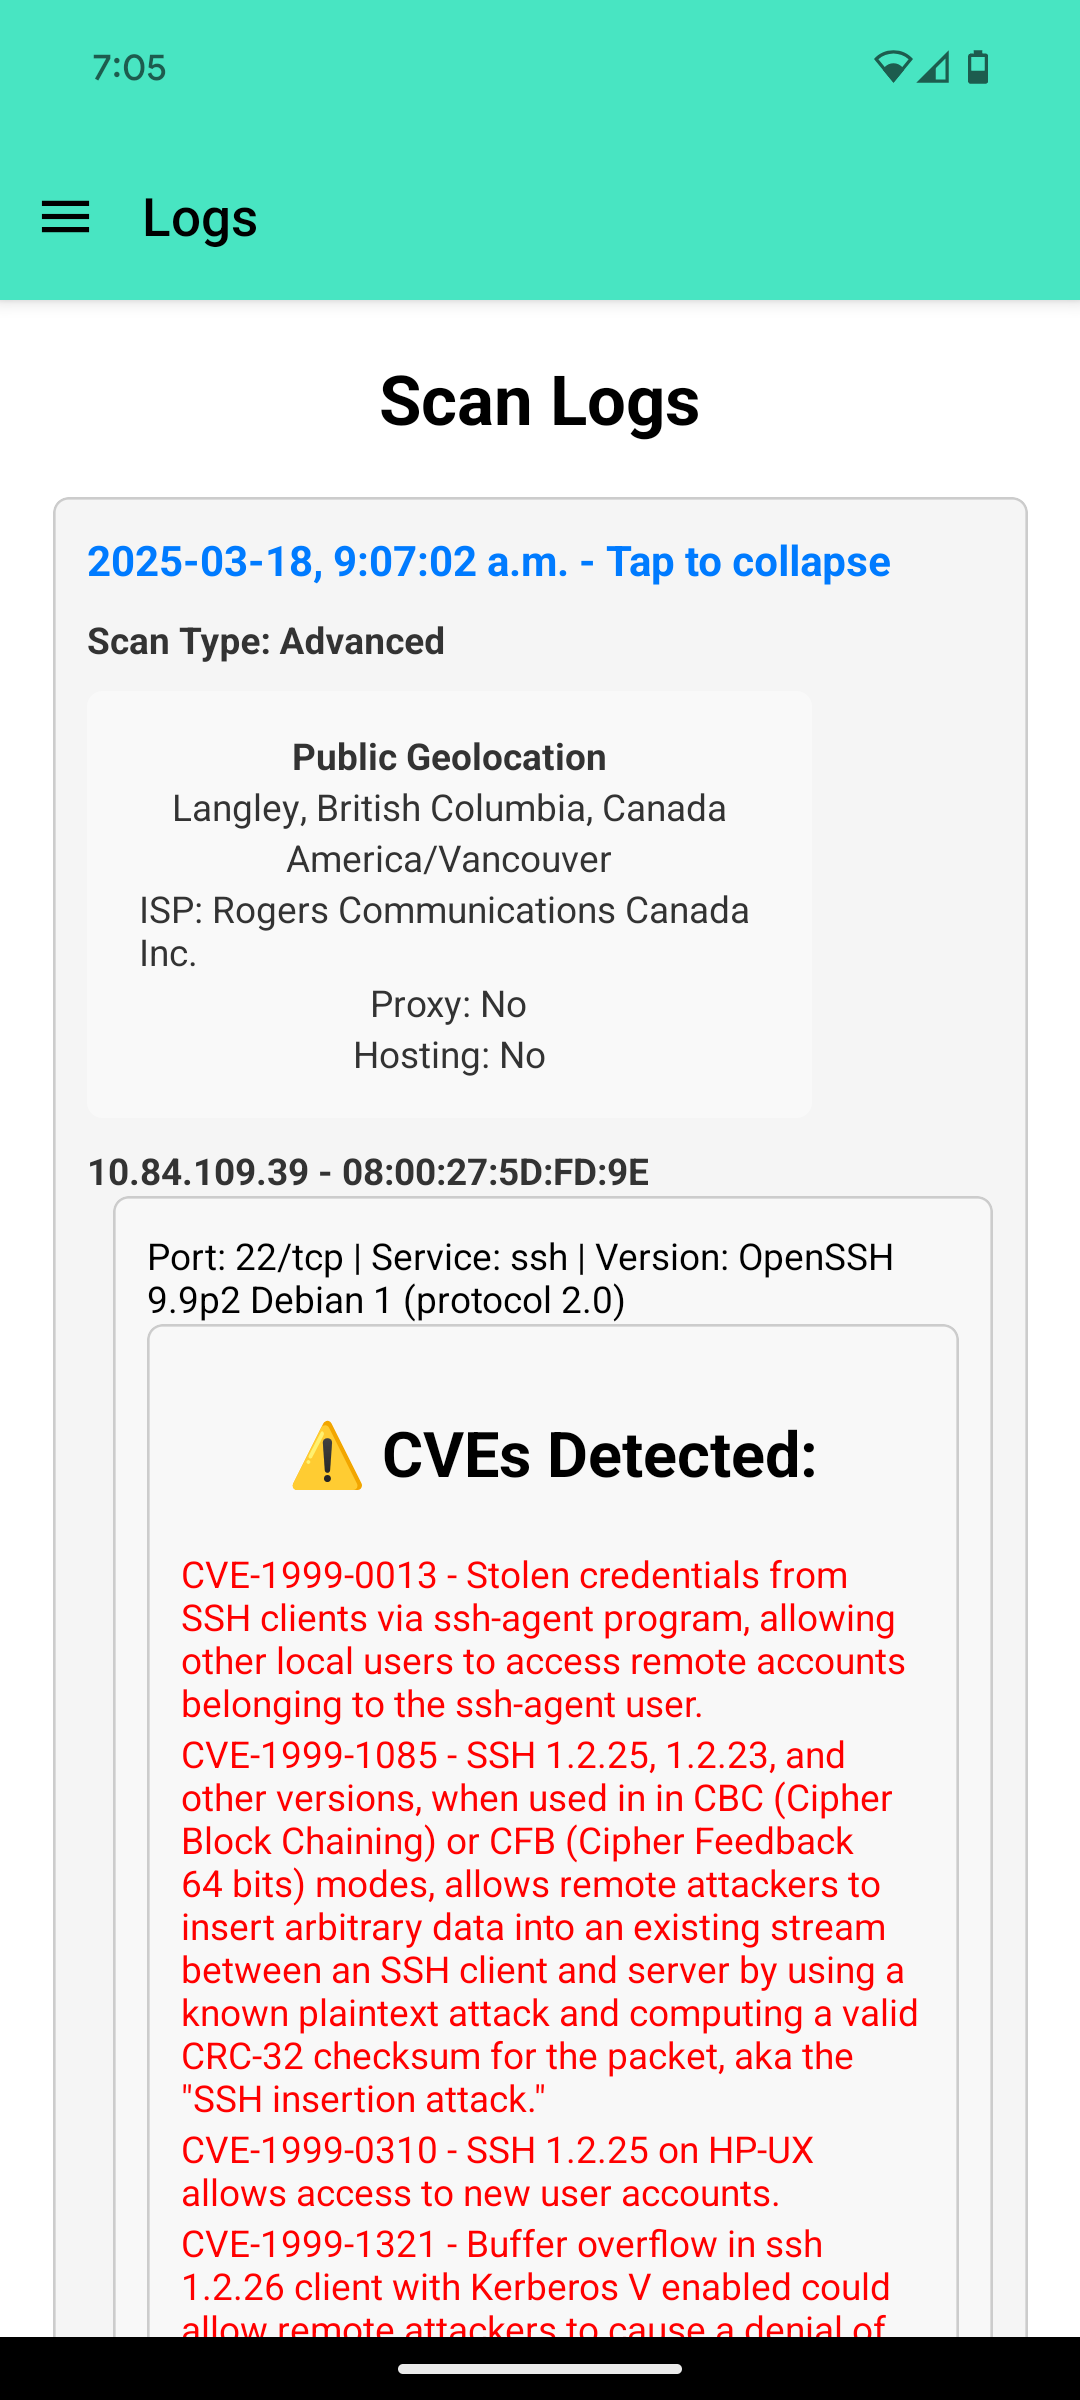 7:05
Logs
Scan Logs
2025-03-18, 9:07:02 a.m. - Tap to collapse
Scan Type: Advanced
Public Geolocation
Langley, British Columbia, Canada
America/Vancouver
ISP: Rogers Communications Canada
Inc.
Proxy: No
Hosting: No
10.84.109.39 - 08:00:27:5D:FD:9E
Port: 22/tcp | Service: ssh | Version: OpenSSH
9.9p2 Debian 1 (protocol 2.0)
⚠️ CVEs Detected:
CVE-1999-0013 - Stolen credentials from
SSH clients via ssh-agent program, allowing
other local users to access remote accounts
belonging to the ssh-agent user.
CVE-1999-1085 - SSH 1.2.25, 1.2.23, and
other versions, when used in in CBC (Cipher
Block Chaining) or CFB (Cipher Feedback
64 bits) modes, allows remote attackers to
insert arbitrary data into an existing stream
between an SSH client and server by using a
known plaintext attack and computing a valid
CRC-32 checksum for the packet, aka the
"SSH insertion attack."
CVE-1999-0310 - SSH 1.2.25 on HP-UX
allows access to new user accounts.
CVE-1999-1321 - Buffer overflow in ssh
1.2.26 client with Kerberos V enabled could
allow remote attackers to cause a denial of